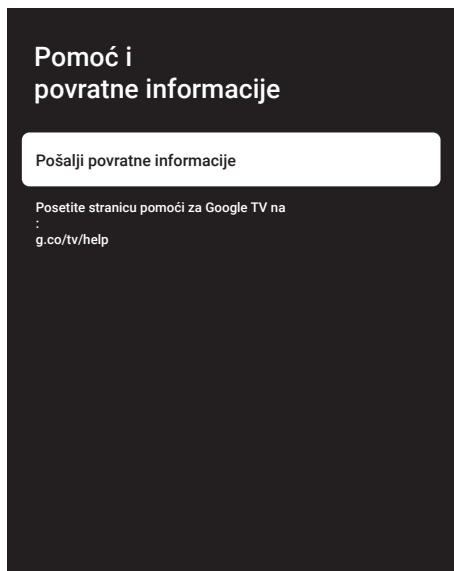 Pomoć i
povratne informacije
Pošalji povratne informacije
Posetite stranicu pomoći za Google TV na
:
g.co/tv/help